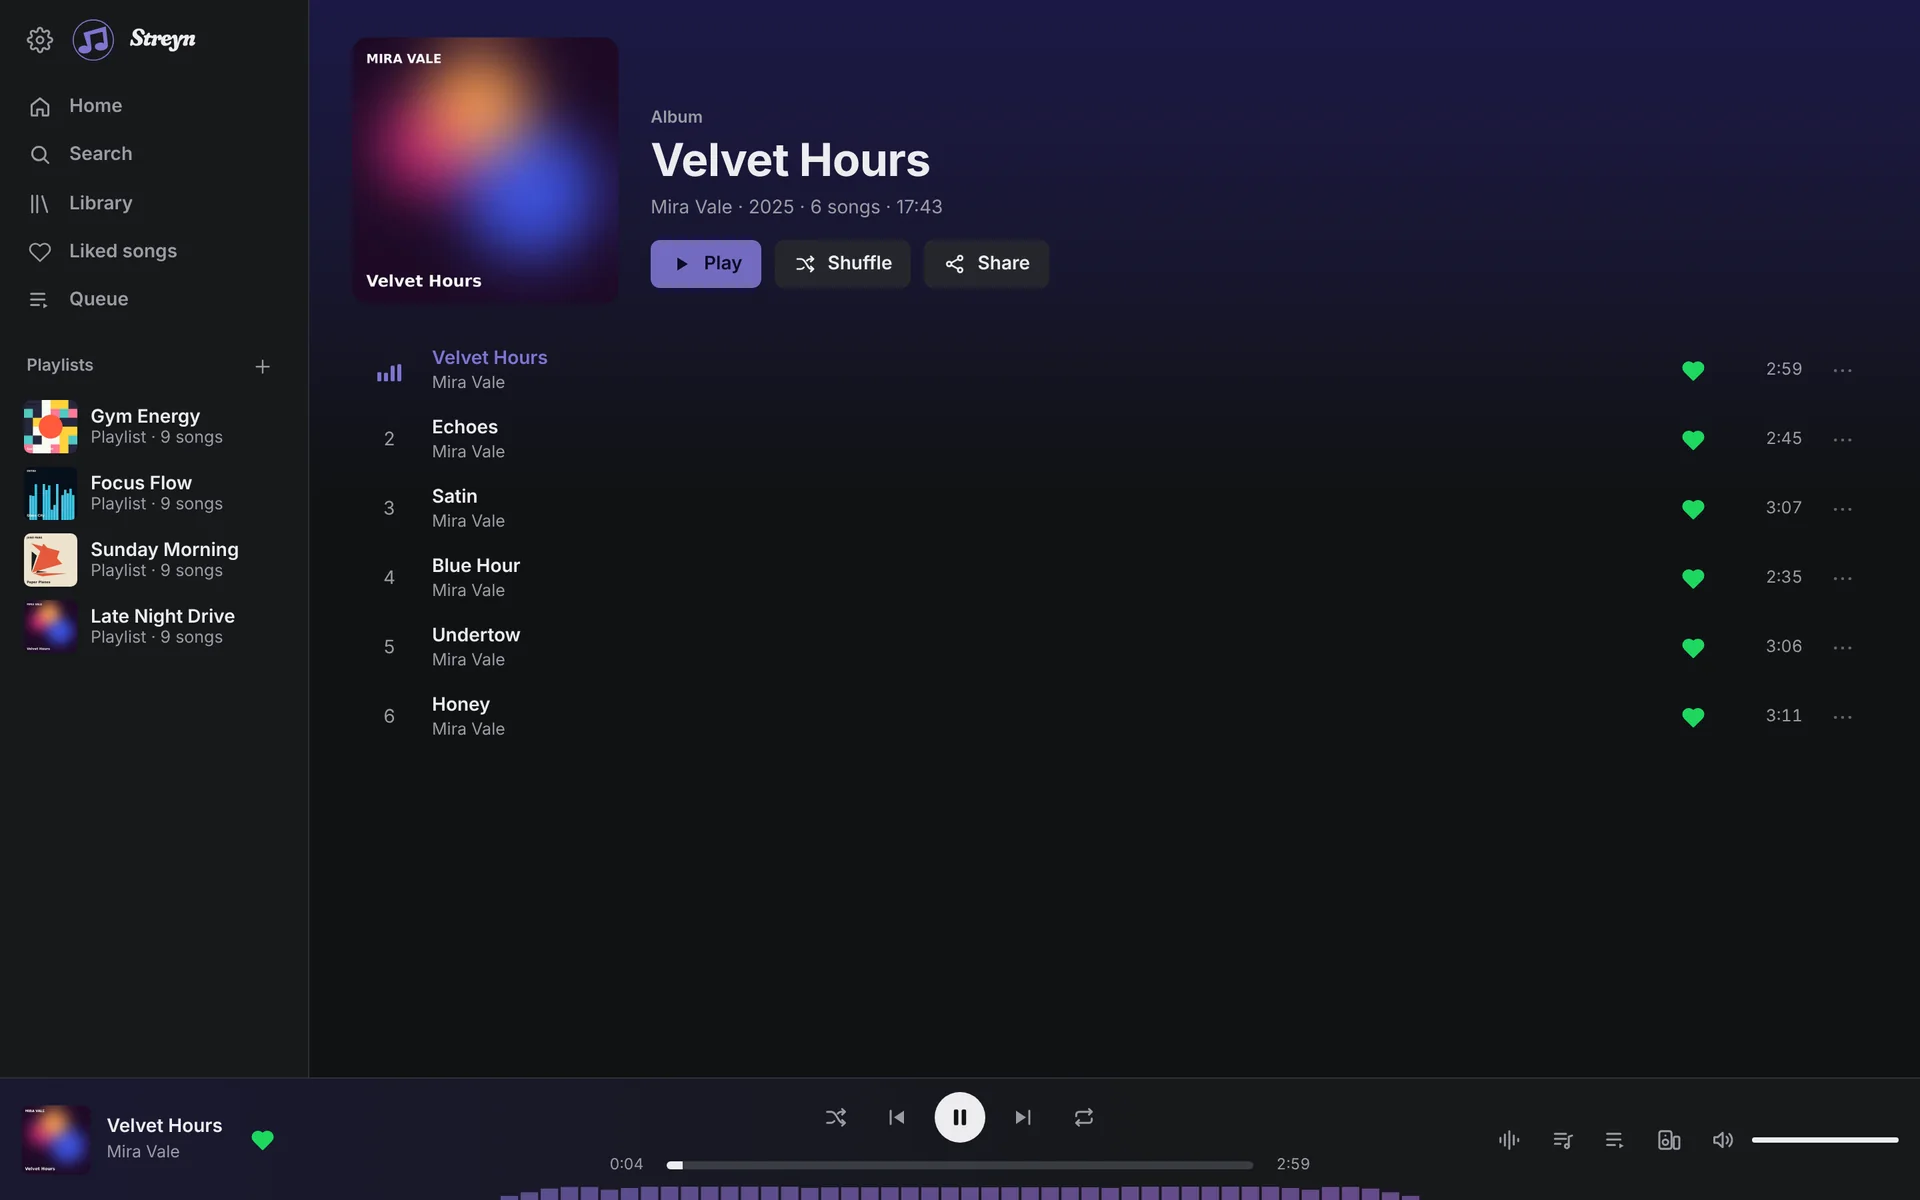 Streyn
Home
Search
Library
Liked songs
Queue
Playlists
Gym Energy
Playlist · 9 songs
Focus Flow
Playlist · 9 songs
Sunday Morning
Playlist · 9 songs
Late Night Drive
Playlist · 9 songs
MIRA VALE
Velvet Hours
Album
Velvet Hours
Mira Vale · 2025 · 6 songs · 17:43
Play
Shuffle
Share
Velvet Hours
Mira Vale
2:59
2
Echoes
Mira Vale
2:45
3
Satin
Mira Vale
3:07
4
Blue Hour
Mira Vale
2:35
5
Undertow
Mira Vale
3:06
6
Honey
Mira Vale
3:11
MIRA VALE
Velvet Hours
Velvet Hours
Mira Vale
0:04
2:59